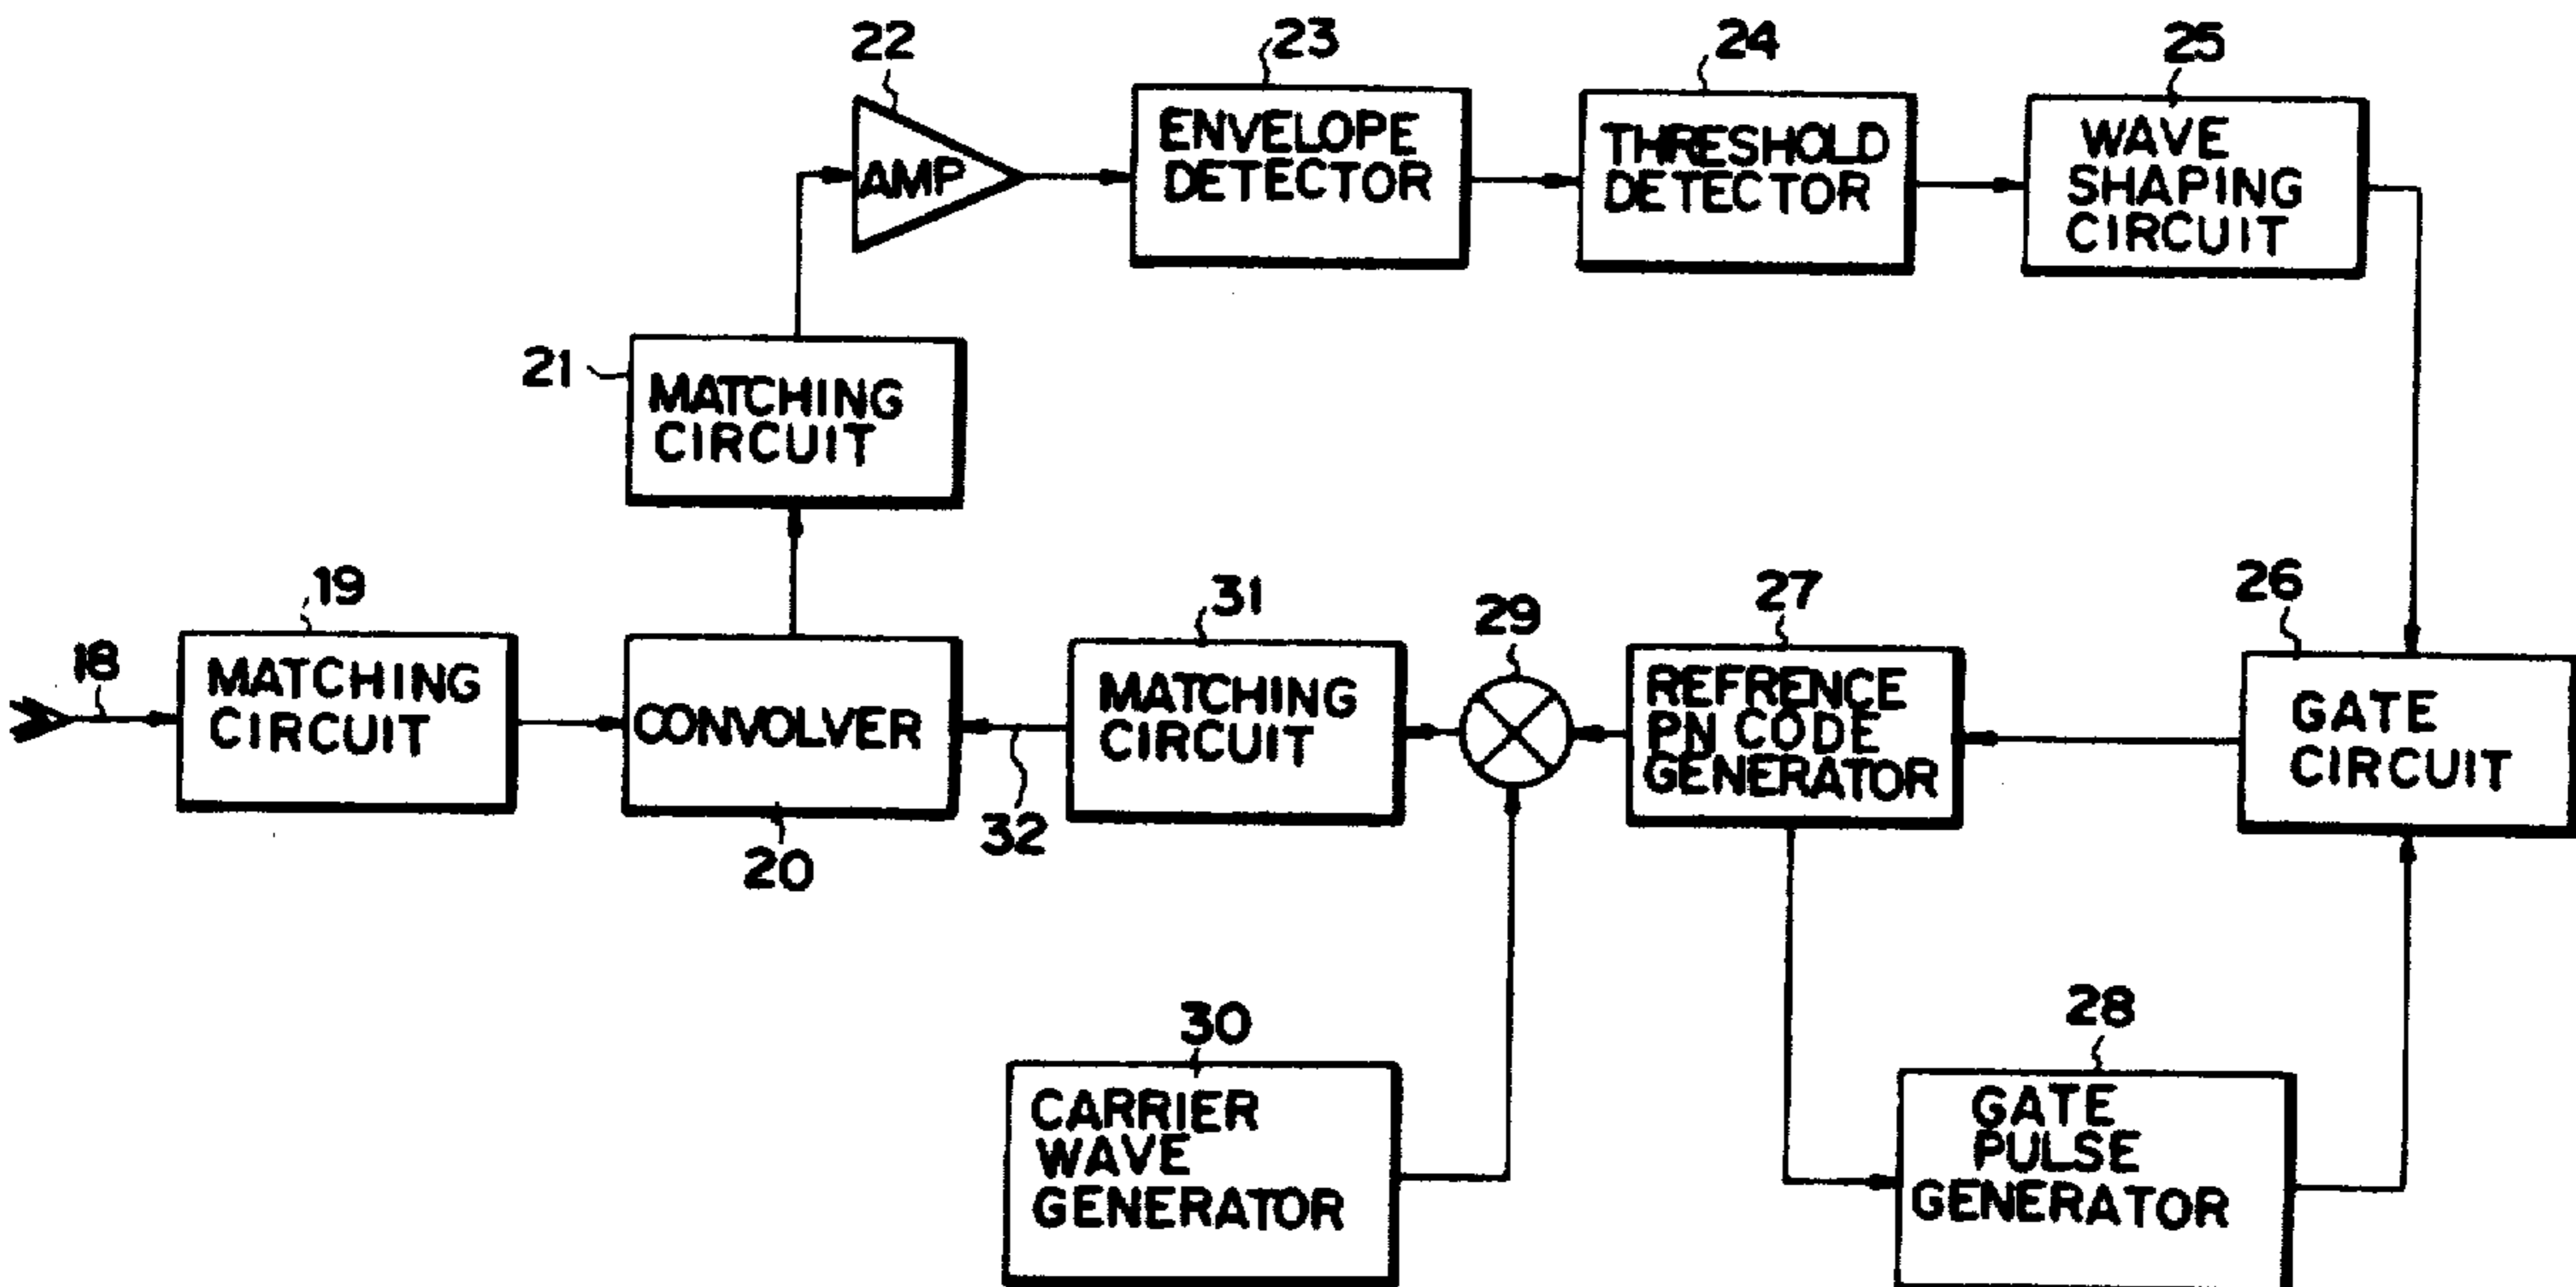 22
AMP
23
ENVELOPE
DETECTOR
24
THRESHOLD
DETECTOR
25
WAVE
SHAPING
CIRCUIT
21
MATCHING
CIRCUIT
18
19
MATCHING
CIRCUIT
CONVOLVER
20
32
31
MATCHING
CIRCUIT
29
27
REFRENCE
PN CODE
GENERATOR
26
GATE
CIRCUIT
30
CARRIER
WAVE
GENERATOR
28
GATE
PULSE
GENERATOR